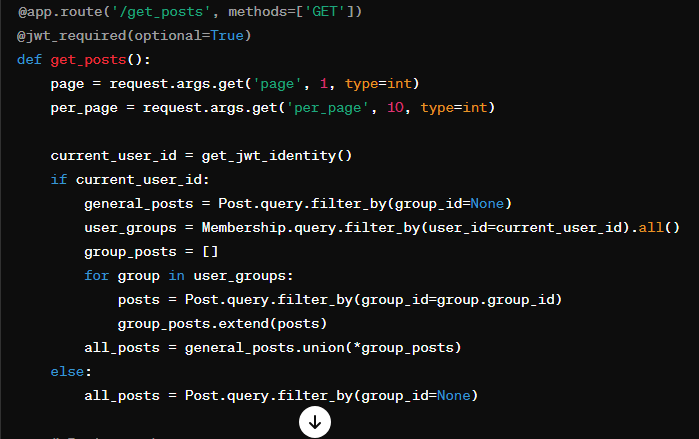 @app.route('/get_posts', methods=['GET'])
@jwt_required(optional=True)
def get_posts():
    page = request.args.get('page', 1, type=int)
    per_page = request.args.get('per_page', 10, type=int)

    current_user_id = get_jwt_identity()
    if current_user_id:
        general_posts = Post.query.filter_by(group_id=None)
        user_groups = Membership.query.filter_by(user_id=current_user_id).all()
        group_posts = []
        for group in user_groups:
            posts = Post.query.filter_by(group_id=group.group_id)
            group_posts.extend(posts)
        all_posts = general_posts.union(*group_posts)
    else:
        all_posts = Post.query.filter_by(group_id=None)